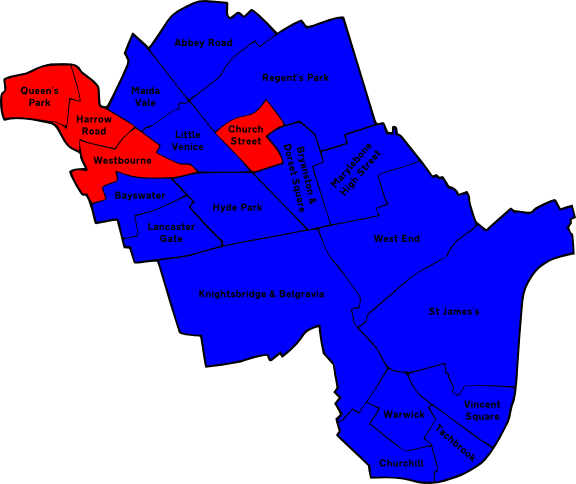 Abbey Road
Regent's Park
Maida
Vale
Queen's
Park
Harrow
Road
Church
Street
Little
Venice
Westbourne
Bryanston &
Dorset Square
Marylebone
High Street
Bayswater
Hyde Park
Lancaster
Gate
West End
Knightsbridge & Belgravia
St James's
Vincent
Square
Warwick
Tachbrook
Churchill